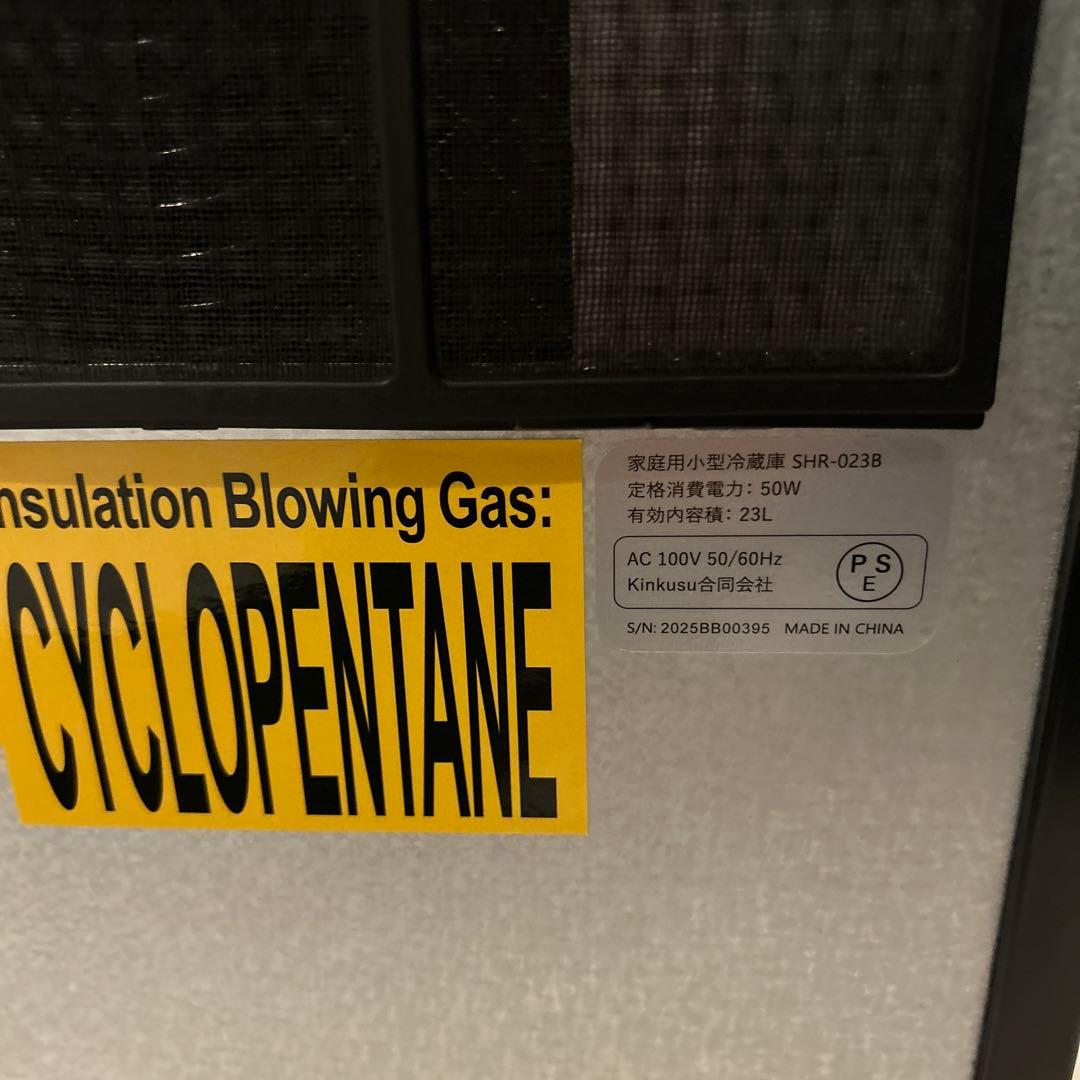 nsulation Blowing Gas:
CYCLOPENTANE
家庭用小型冷蔵庫 SHR-023B
定格消費電力: 50W
有効内容積: 23L
AC 100V 50/60Hz
Kinkusu合同会社
PSE
S/N: 2025BB00395 MADE IN CHINA